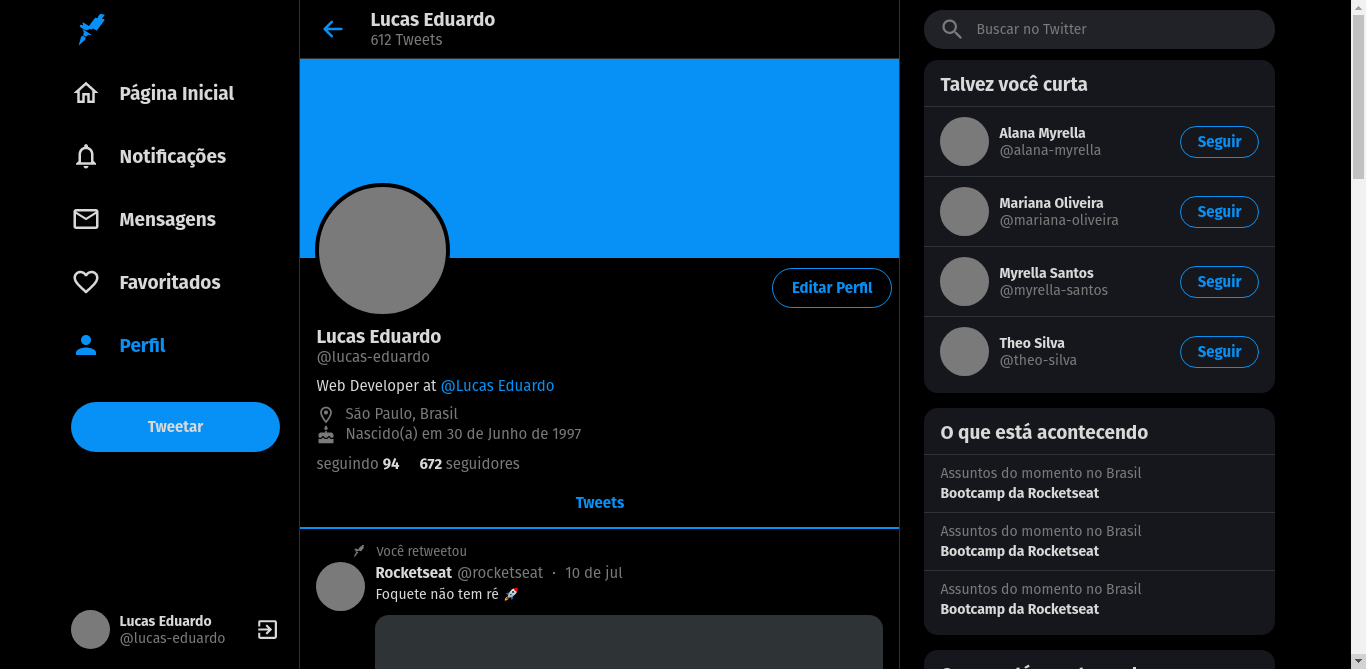 Página Inicial
Notificações
Mensagens
Favoritados
Perfil
Tweetar
Lucas Eduardo
@lucas-eduardo
Lucas Eduardo
612 Tweets
Editar Perfil
Lucas Eduardo
@lucas-eduardo
Web Developer at @Lucas Eduardo
São Paulo, Brasil
Nascido(a) em 30 de Junho de 1997
seguindo 94 672 seguidores
Tweets
Você retweetou
Rocketseat @rocketseat · 10 de jul
Foquete não tem ré 🚀
Buscar no Twitter
Talvez você curta
Alana Myrella
@alana-myrella
Seguir
Mariana Oliveira
@mariana-oliveira
Seguir
Myrella Santos
@myrella-santos
Seguir
Theo Silva
@theo-silva
Seguir
O que está acontecendo
Assuntos do momento no Brasil
Bootcamp da Rocketseat
Assuntos do momento no Brasil
Bootcamp da Rocketseat
Assuntos do momento no Brasil
Bootcamp da Rocketseat